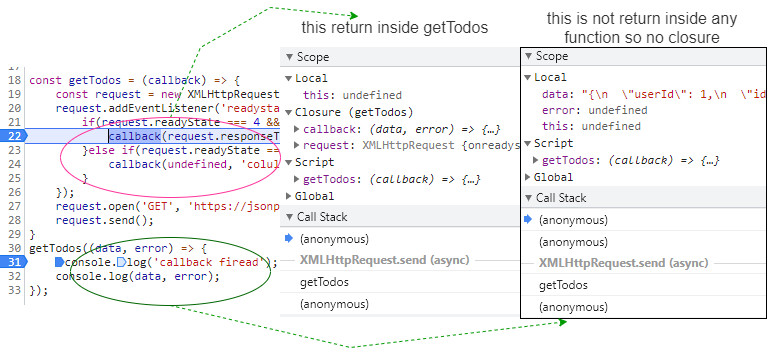 this return inside getTodos
this is not return inside any
function so no closure
17
18 const getTodos = (callback) => {
19 const request = new XMLHttpRequest
20 request.addEventListener('readysta
21 if(request.readyState === 4 &&
22 callback(request.responseT
23 }else if(request.readyState ==
24 callback(undefined, 'colul
25 }
26 });
27 request.open('GET', 'https://jsonp
28 request.send();
29 }
30 getTodos((data, error) => {
31 console.log('callback firead');
32 console.log(data, error);
33 });
▼ Scope
▼ Local
this: undefined
▼ Closure (getTodos)
▶ callback: (data, error) => {…}
▶ request: XMLHttpRequest {onreadys
▼ Script
▶ getTodos: (callback) => {…}
▶ Global
▼ Call Stack
(anonymous)
XMLHttpRequest.send (async)
getTodos
(anonymous)
▼ Scope
▼ Local
data: "{\n  \"userId\": 1,\n  \"id
error: undefined
this: undefined
▼ Script
▶ getTodos: (callback) => {…}
▶ Global
▼ Call Stack
(anonymous)
(anonymous)
XMLHttpRequest.send (async)
getTodos
(anonymous)